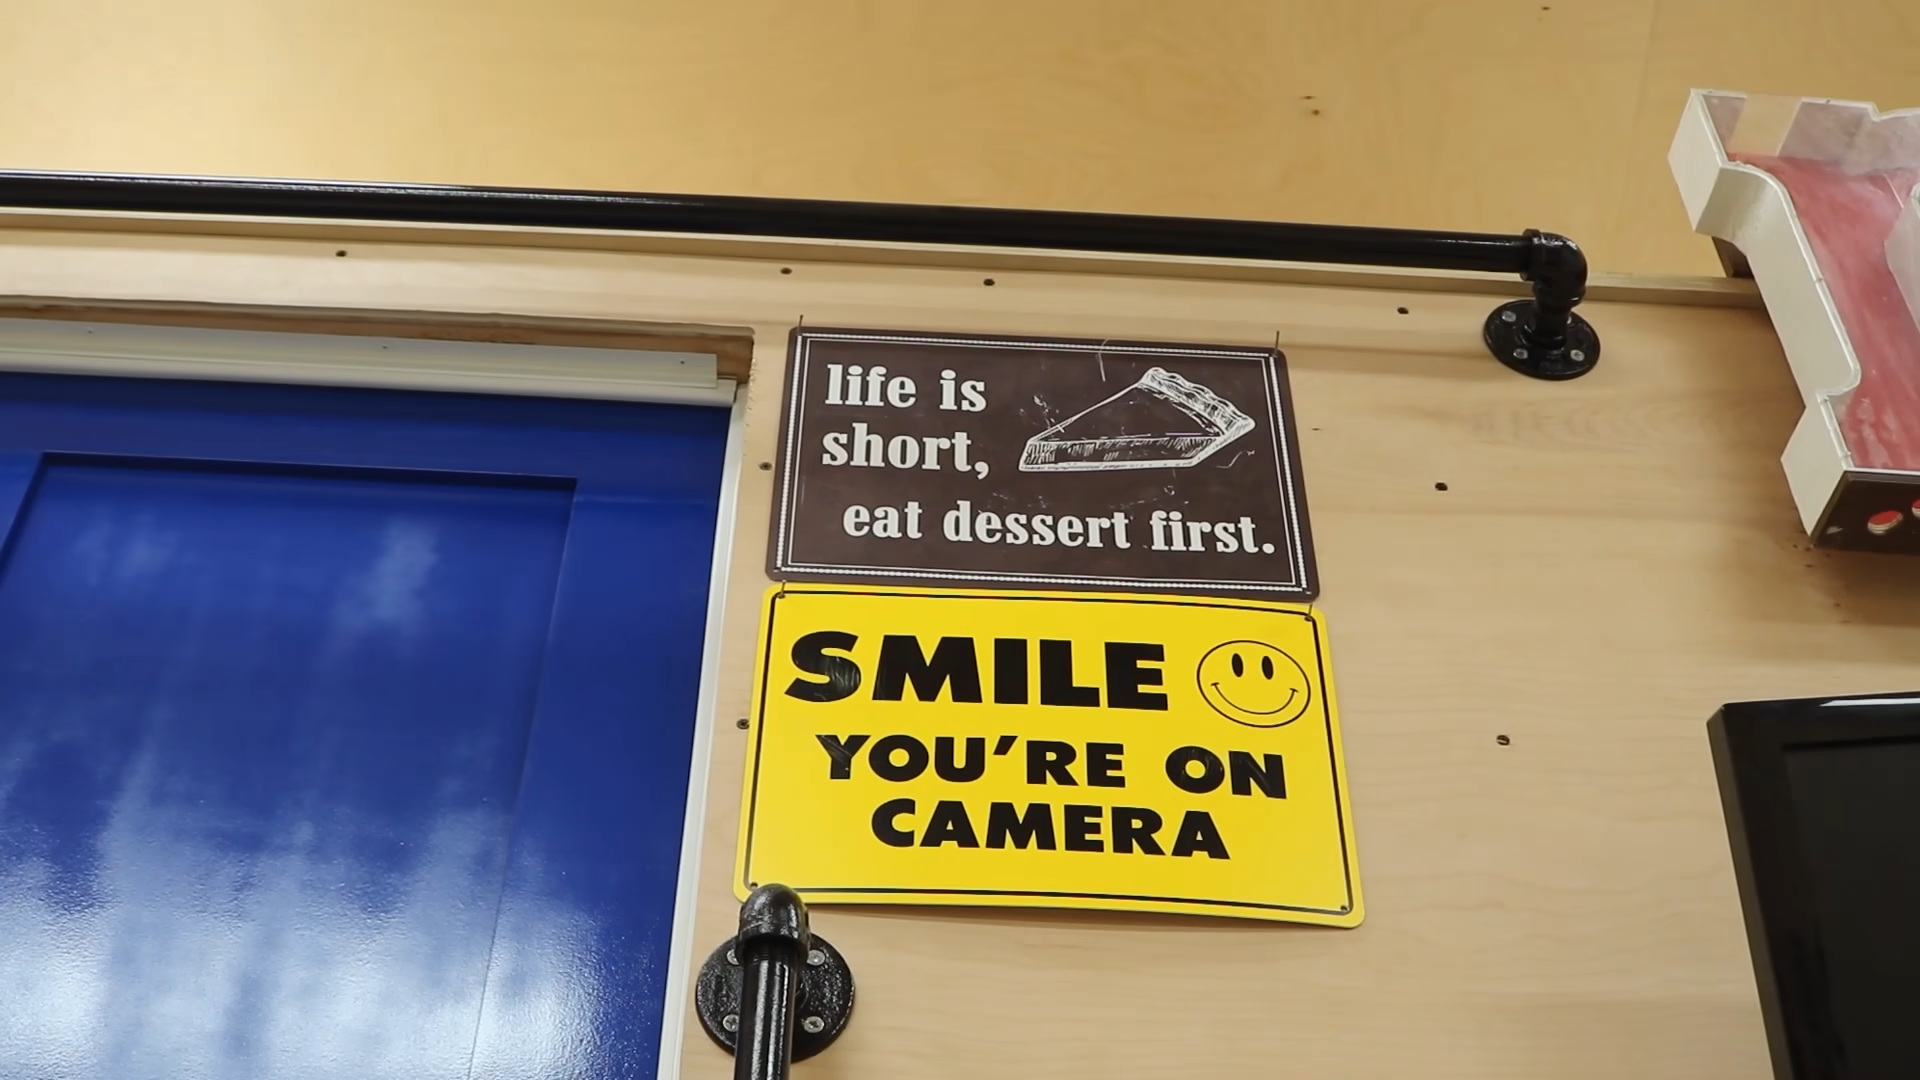 life is
short,
eat dessert first.
SMILE
YOU'RE ON
CAMERA